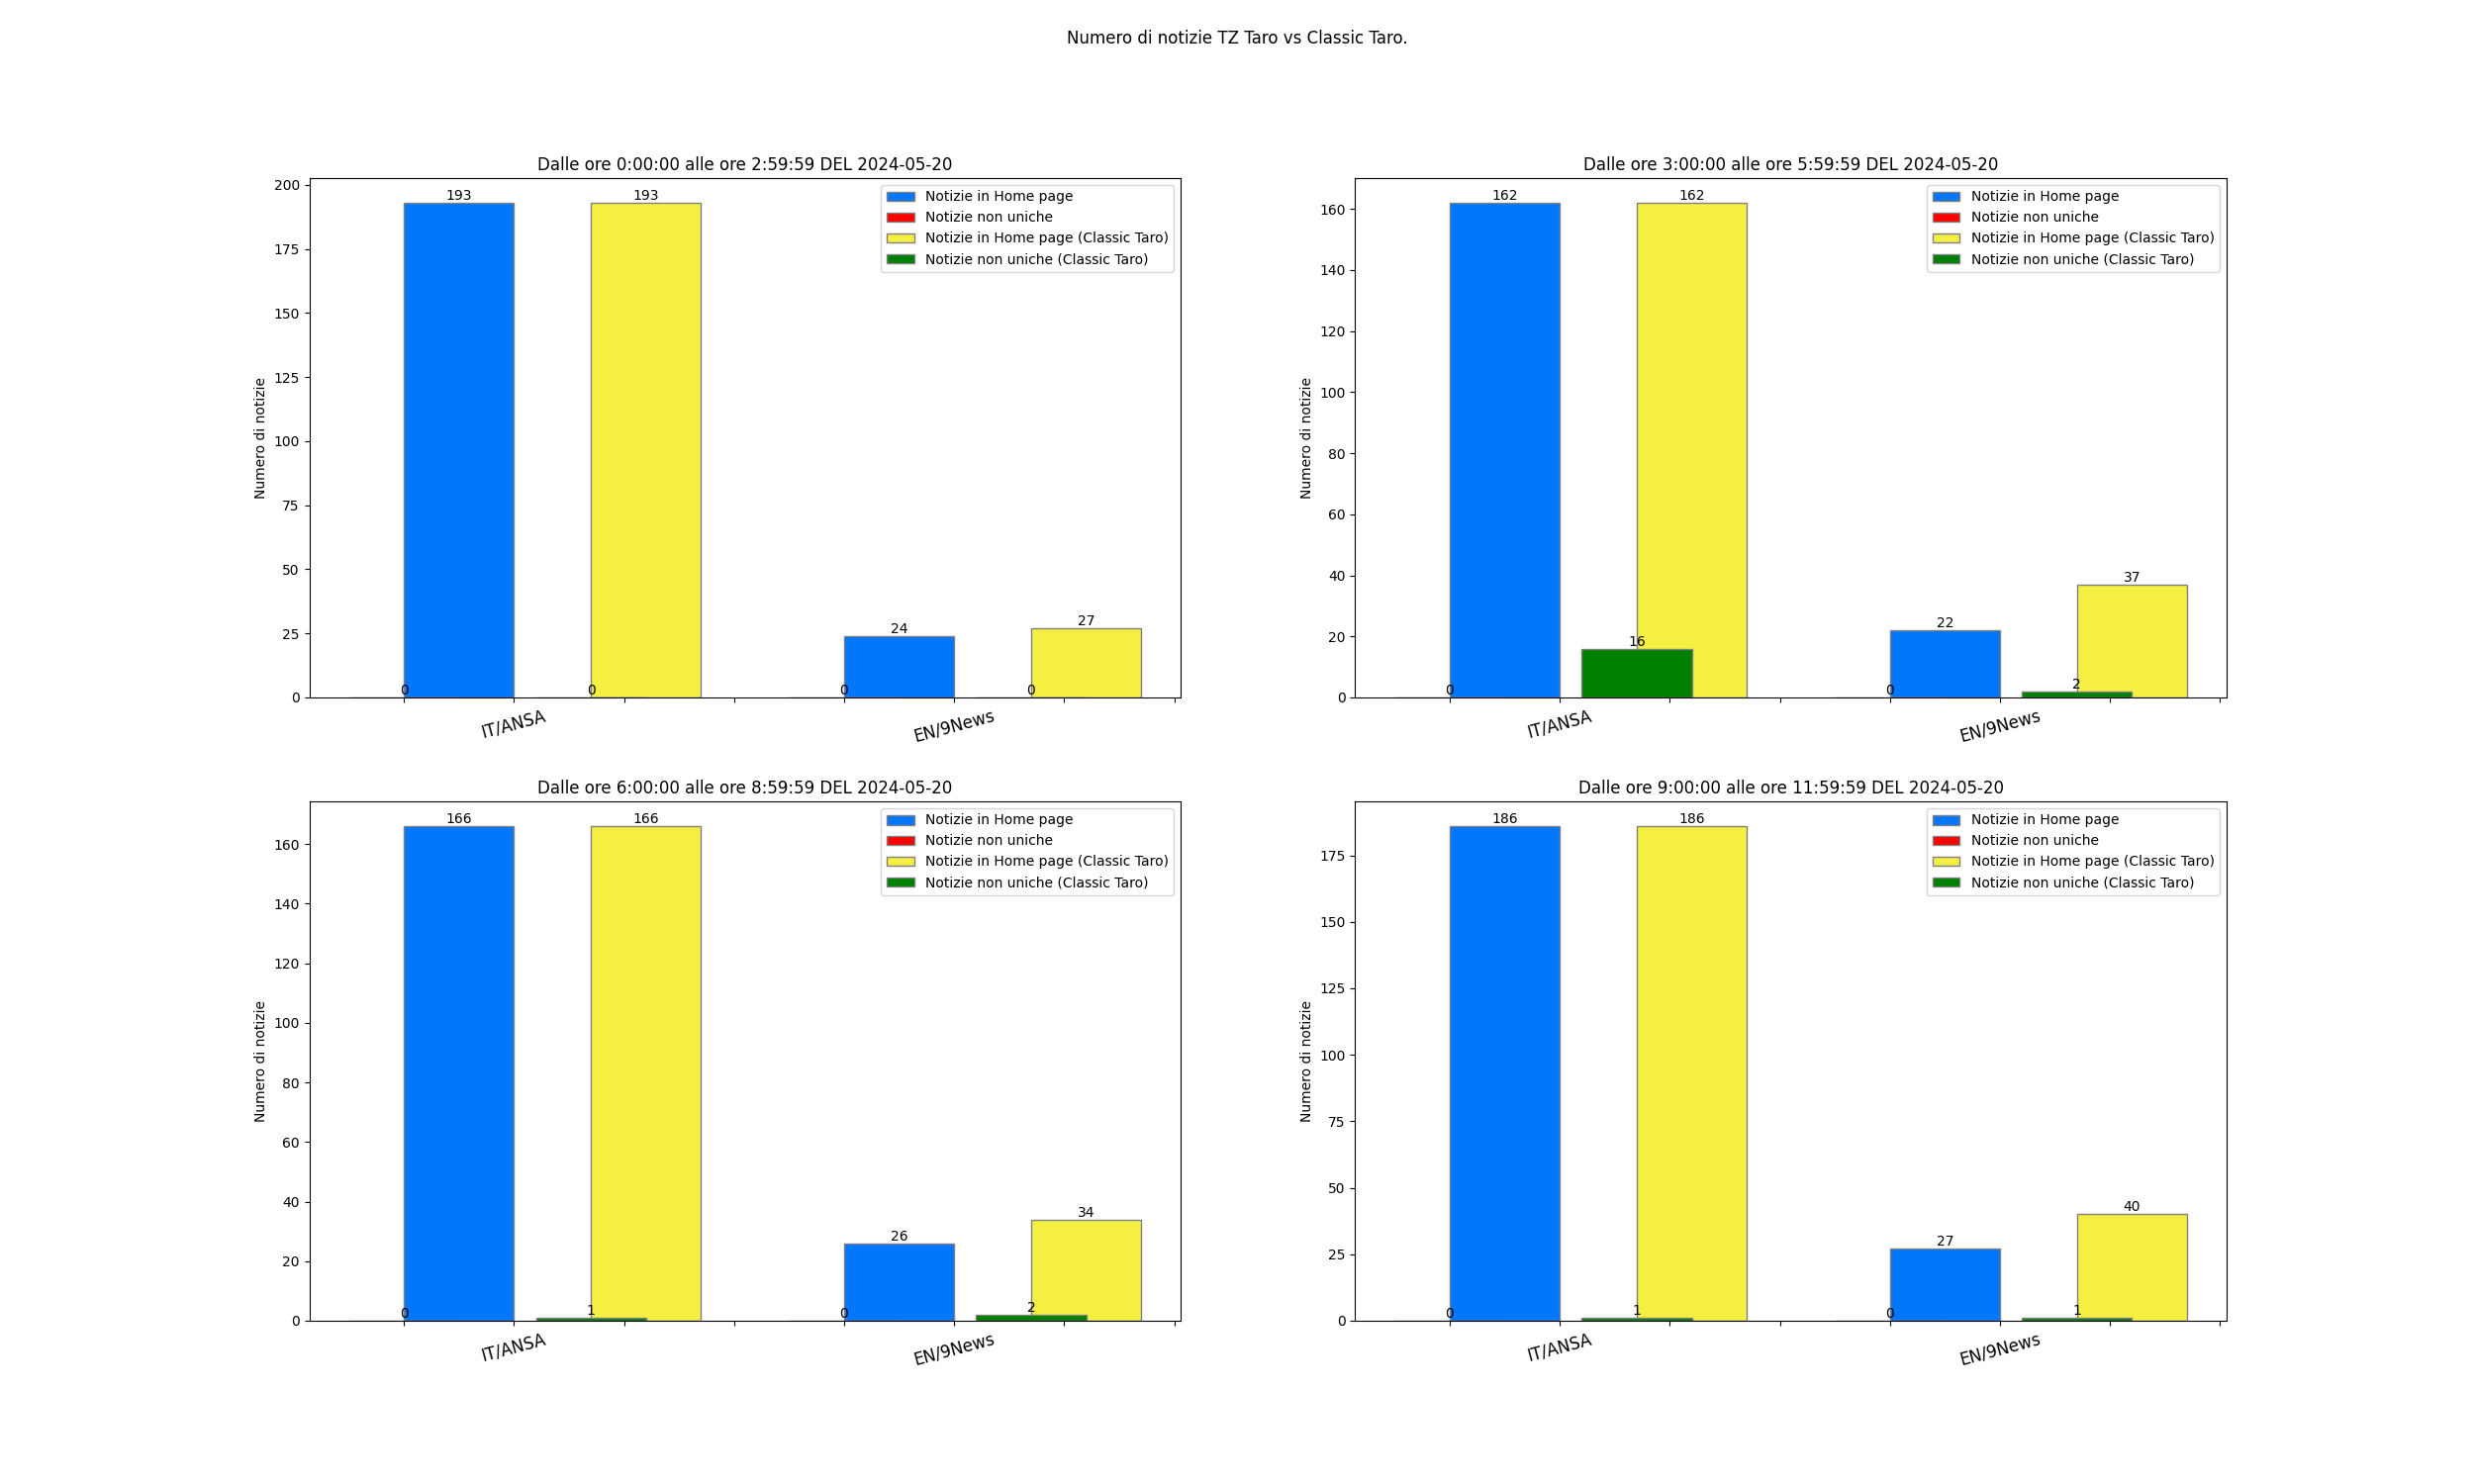 Numero di notizie TZ Taro vs Classic Taro.
Dalle ore 0:00:00 alle ore 2:59:59 DEL 2024-05-20
Numero di notizie
200
175
150
125
100
75
50
25
0
193
193
24
27
0
0
0
0
IT/ANSA
EN/9News
Notizie in Home page
Notizie non uniche
Notizie in Home page (Classic Taro)
Notizie non uniche (Classic Taro)
Dalle ore 3:00:00 alle ore 5:59:59 DEL 2024-05-20
Numero di notizie
160
140
120
100
80
60
40
20
0
162
162
22
37
0
16
0
2
IT/ANSA
EN/9News
Notizie in Home page
Notizie non uniche
Notizie in Home page (Classic Taro)
Notizie non uniche (Classic Taro)
Dalle ore 6:00:00 alle ore 8:59:59 DEL 2024-05-20
Numero di notizie
160
140
120
100
80
60
40
20
0
166
166
26
34
0
1
0
2
IT/ANSA
EN/9News
Notizie in Home page
Notizie non uniche
Notizie in Home page (Classic Taro)
Notizie non uniche (Classic Taro)
Dalle ore 9:00:00 alle ore 11:59:59 DEL 2024-05-20
Numero di notizie
175
150
125
100
75
50
25
0
186
186
27
40
0
1
0
1
IT/ANSA
EN/9News
Notizie in Home page
Notizie non uniche
Notizie in Home page (Classic Taro)
Notizie non uniche (Classic Taro)